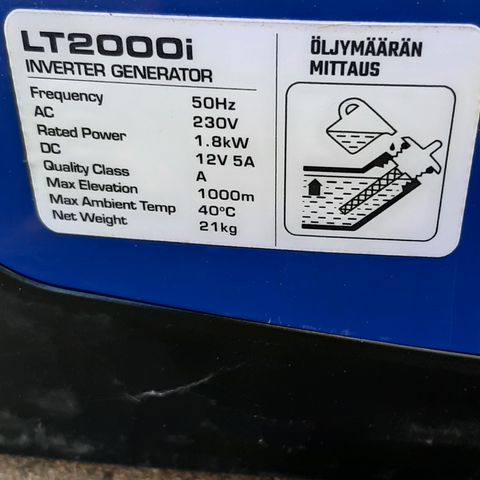 LT2000i
INVERTER GENERATOR
Frequency 50Hz
AC 230V
Rated Power 1.8kW
DC 12V 5A
Quality Class A
Max Elevation 1000m
Max Ambient Temp 40°C
Net Weight 21kg
ÖLJYMÄÄRÄN
MITTAUS